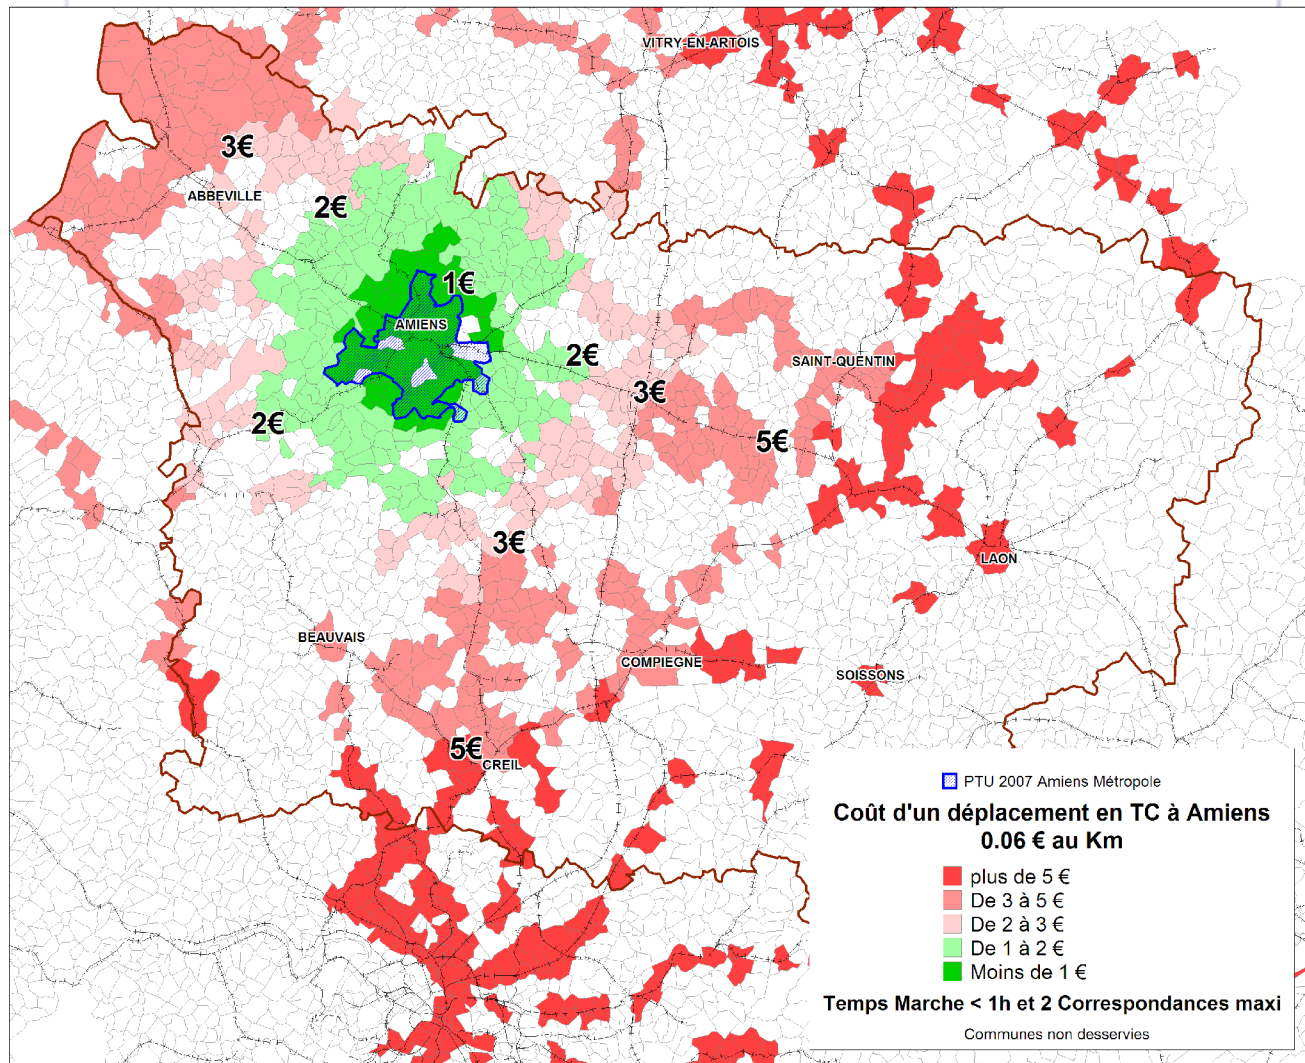 VITRY-EN-ARTOIS
3€
ABBEVILLE
2€
1€
AMIENS
2€
SAINT-QUENTIN
3€
2€
5€
3€
LAON
BEAUVAIS
COMPIEGNE
SOISSONS
5€
CREIL
PTU 2007 Amiens Métropole
Coût d'un déplacement en TC à Amiens
0.06 € au Km
plus de 5 €
De 3 à 5 €
De 2 à 3 €
De 1 à 2 €
Moins de 1 €
Temps Marche < 1h et 2 Correspondances maxi
Communes non desservies